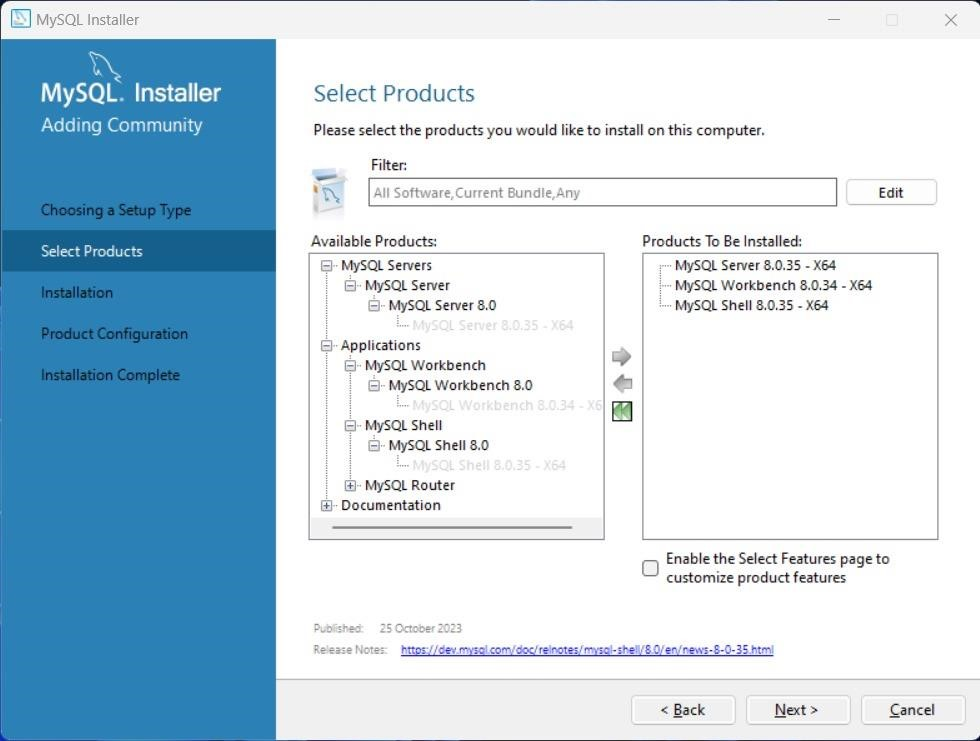 MySQL Installer
MySQL. Installer
Adding Community
Choosing a Setup Type
Select Products
Installation
Product Configuration
Installation Complete
Select Products
Please select the products you would like to install on this computer.
Filter:
All Software,Current Bundle,Any
Edit
Available Products:
MySQL Servers
MySQL Server
MySQL Server 8.0
MySQL Server 8.0.35 - X64
Applications
MySQL Workbench
MySQL Workbench 8.0
MySQL Workbench 8.0.34 - X6
MySQL Shell
MySQL Shell 8.0
MySQL Shell 8.0.35 - X64
MySQL Router
Documentation
Products To Be Installed:
MySQL Server 8.0.35 - X64
MySQL Workbench 8.0.34 - X64
MySQL Shell 8.0.35 - X64
Enable the Select Features page to
customize product features
Published: 25 October 2023
Release Notes: https://dev.mysql.com/doc/relnotes/mysql-shell/8.0/en/news-8-0-35.html
< Back
Next >
Cancel